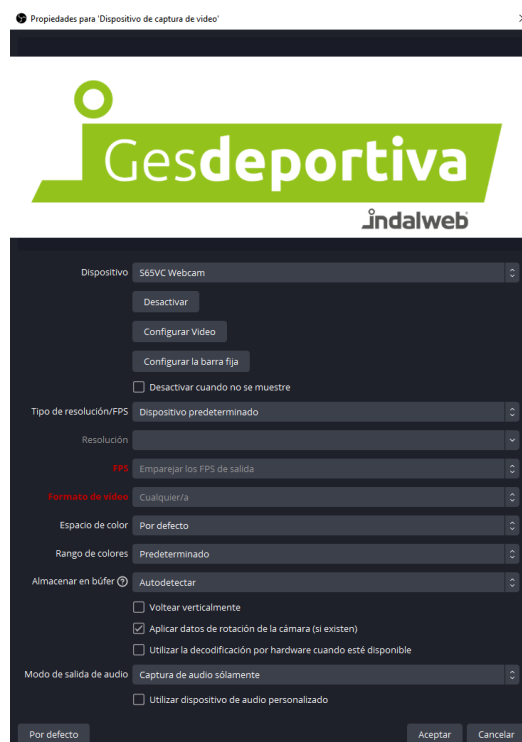 Propiedades para 'Dispositivo de captura de video'
Gesdeportiva
indalweb
Dispositivo S65VC Webcam
Desactivar
Configurar Video
Configurar la barra fija
Desactivar cuando no se muestre
Tipo de resolución/FPS Dispositivo predeterminado
Resolución
FPS Emparejar los FPS de salida
Formato de video Cualquier/a
Espacio de color Por defecto
Rango de colores Predeterminado
Almacenar en búfer ? Autodetectar
Voltear verticalmente
Aplicar datos de rotación de la cámara (si existen)
Utilizar la decodificación por hardware cuando esté disponible
Modo de salida de audio Captura de audio sólamente
Utilizar dispositivo de audio personalizado
Por defecto Aceptar Cancelar